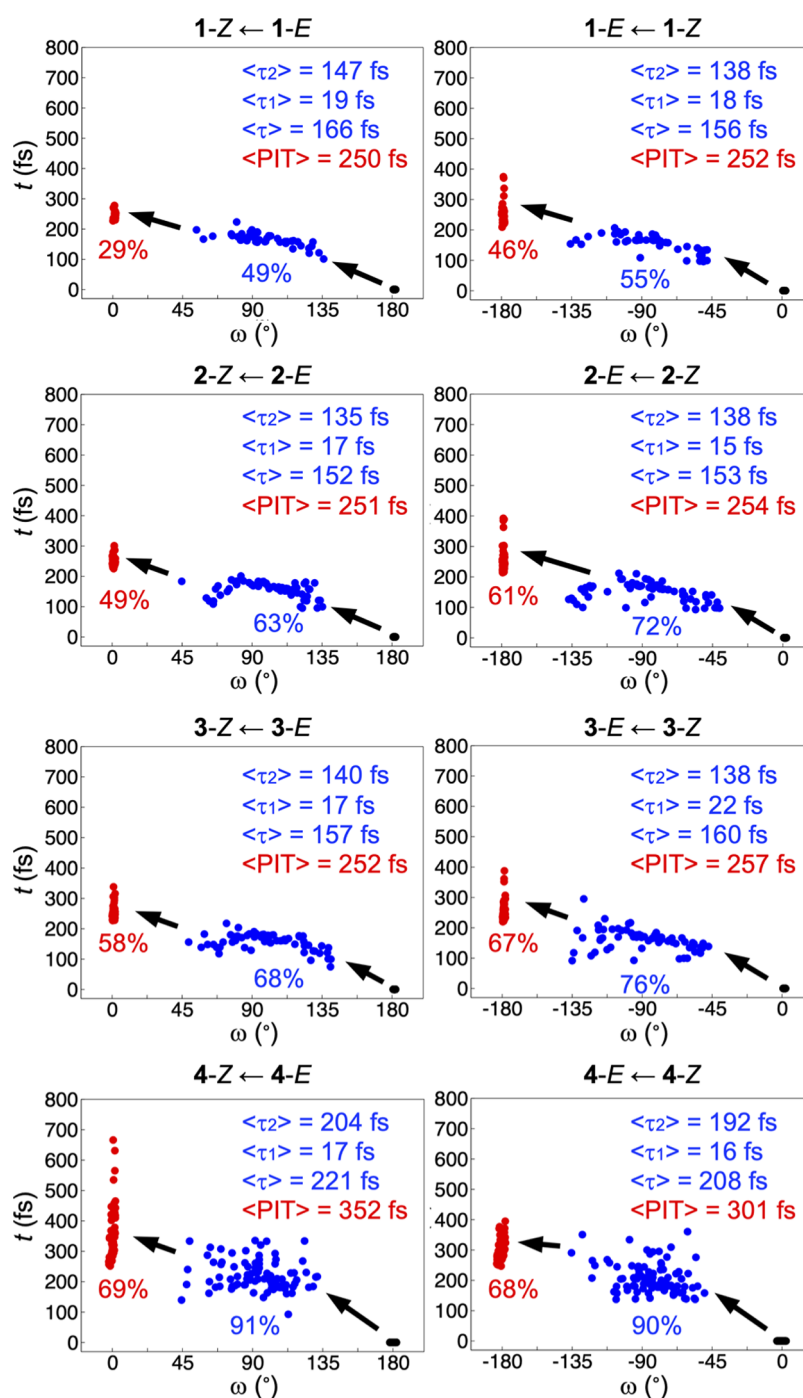 1-Z ← 1-E
<τ2> = 147 fs
<τ1> = 19 fs
<τ> = 166 fs
<PIT> = 250 fs
29%
49%
t (fs)
800
700
600
500
400
300
200
100
0
0 45 90 135 180
ω (°)
1-E ← 1-Z
<τ2> = 138 fs
<τ1> = 18 fs
<τ> = 156 fs
<PIT> = 252 fs
46%
55%
800
700
600
500
400
300
200
100
0
-180 -135 -90 -45 0
ω (°)
2-Z ← 2-E
<τ2> = 135 fs
<τ1> = 17 fs
<τ> = 152 fs
<PIT> = 251 fs
49%
63%
t (fs)
800
700
600
500
400
300
200
100
0
0 45 90 135 180
ω (°)
2-E ← 2-Z
<τ2> = 138 fs
<τ1> = 15 fs
<τ> = 153 fs
<PIT> = 254 fs
61%
72%
800
700
600
500
400
300
200
100
0
-180 -135 -90 -45 0
ω (°)
3-Z ← 3-E
<τ2> = 140 fs
<τ1> = 17 fs
<τ> = 157 fs
<PIT> = 252 fs
58%
68%
t (fs)
800
700
600
500
400
300
200
100
0
0 45 90 135 180
ω (°)
3-E ← 3-Z
<τ2> = 138 fs
<τ1> = 22 fs
<τ> = 160 fs
<PIT> = 257 fs
67%
76%
800
700
600
500
400
300
200
100
0
-180 -135 -90 -45 0
ω (°)
4-Z ← 4-E
<τ2> = 204 fs
<τ1> = 17 fs
<τ> = 221 fs
<PIT> = 352 fs
69%
91%
t (fs)
800
700
600
500
400
300
200
100
0
0 45 90 135 180
ω (°)
4-E ← 4-Z
<τ2> = 192 fs
<τ1> = 16 fs
<τ> = 208 fs
<PIT> = 301 fs
68%
90%
800
700
600
500
400
300
200
100
0
-180 -135 -90 -45 0
ω (°)